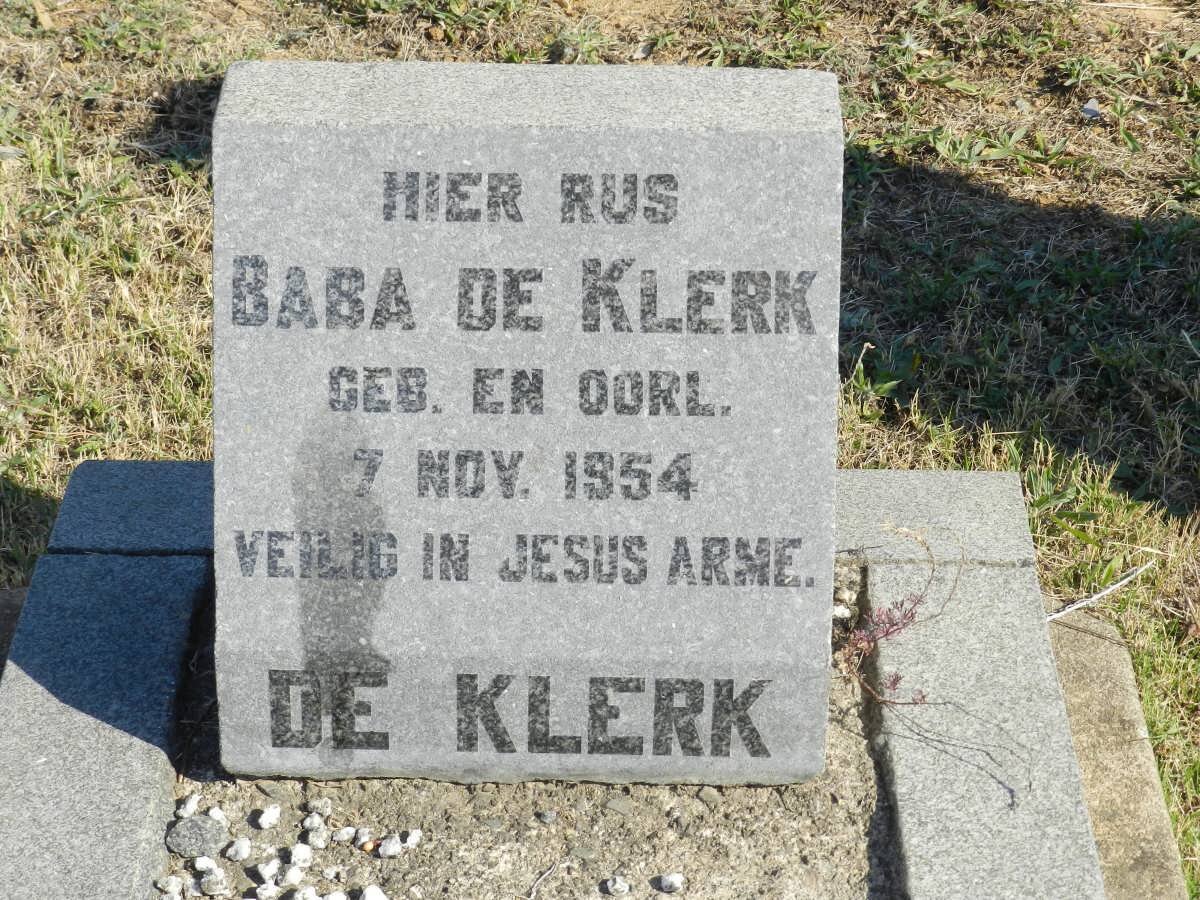 HIER RUS
BABA DE KLERK
GEB. EN OORL.
7 NOV. 1954
VEILIG IN JESUS ARME.
DE KLERK